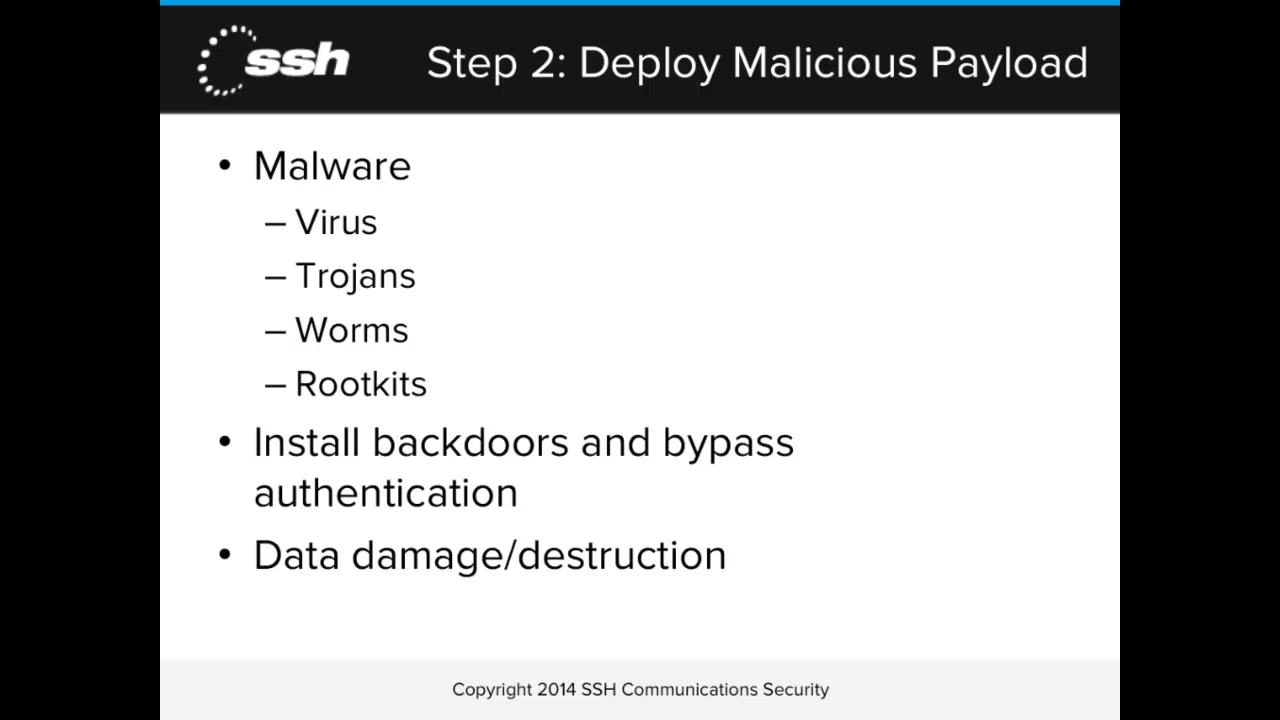 ssh
Step 2: Deploy Malicious Payload
• Malware
– Virus
– Trojans
– Worms
– Rootkits
• Install backdoors and bypass
authentication
• Data damage/destruction
Copyright 2014 SSH Communications Security